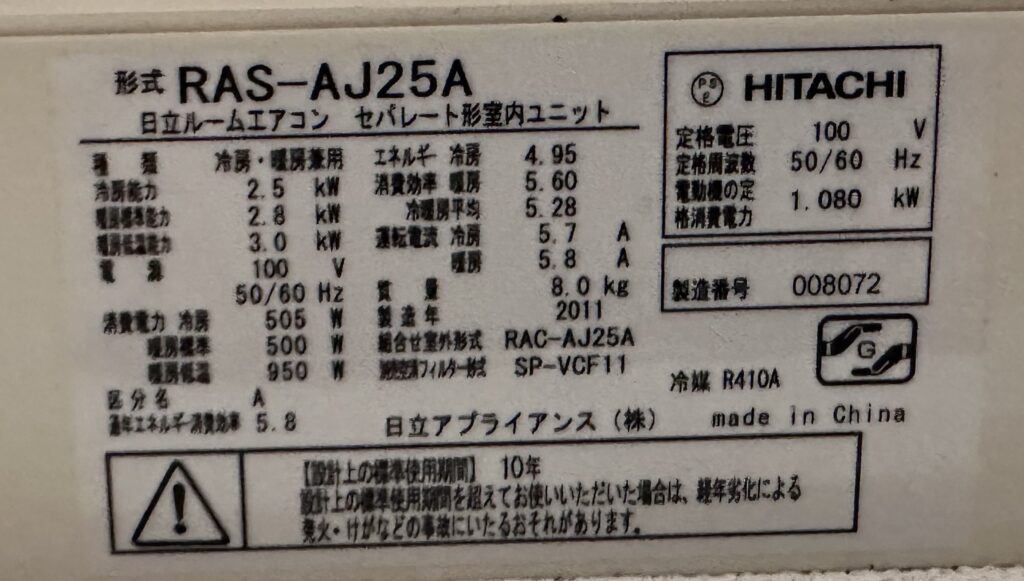 形式 RAS-AJ25A
日立ルームエアコン セパレート形室内ユニット
種類 冷房・暖房兼用
冷房能力 2.5 kW
暖房標準能力 2.8 kW
暖房低温能力 3.0 kW
電源 100 V
50/60 Hz
消費電力 冷房 505 W
暖房標準 500 W
暖房低温 950 W
区分名 A
通年エネルギー消費効率 5.8
エネルギー 冷房 4.95
消費効率 暖房 5.60
冷暖房平均 5.28
運転電流 冷房 5.7 A
暖房 5.8 A
質量 8.0 kg
製造年 2011
組合せ室外形式 RAC-AJ25A
フィルター形式 SP-VCF11
日立アプライアンス(株)
PS
E
HITACHI
定格電圧 100 V
定格周波数 50/60 Hz
電動機の定
格消費電力 1.080 kW
製造番号 008072
G
冷媒 R410A
made in China
【設計上の標準使用期間】 10年
設計上の標準使用期間を超えてお使いいただいた場合は、経年劣化による
発火・けがなどの事故にいたるおそれがあります。